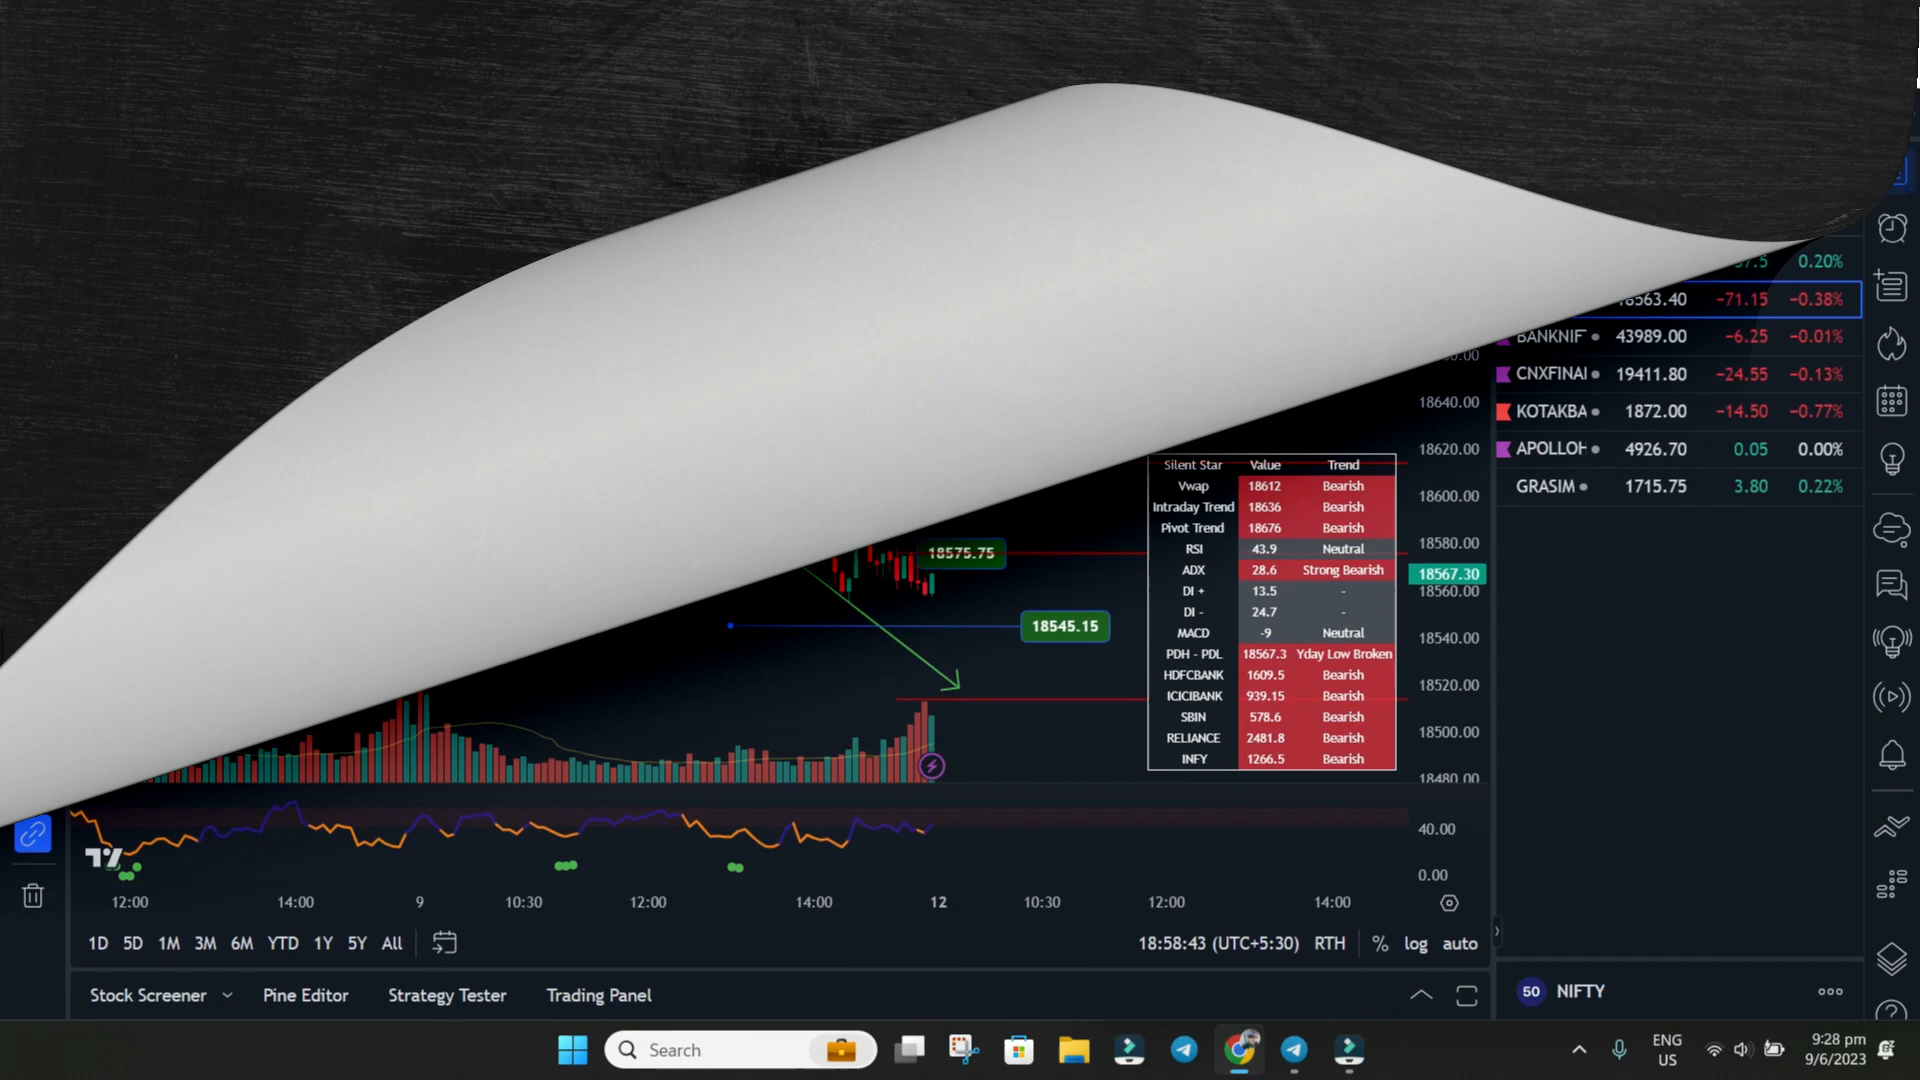 37.5 0.20%
18563.40 −71.15 −0.38%
BANKNIF 43989.00 −6.25 −0.01%
CNXFINAI 19411.80 −24.55 −0.13%
KOTAKBA 1872.00 −14.50 −0.77%
APOLLOH 4926.70 0.05 0.00%
GRASIM 1715.75 3.80 0.22%
18640.00
18620.00
18600.00
18580.00
18567.30
18560.00
18540.00
18520.00
18500.00
18480.00
40.00
0.00
Silent Star Value Trend
Vwap 18612 Bearish
Intraday Trend 18636 Bearish
Pivot Trend 18676 Bearish
RSI 43.9 Neutral
ADX 28.6 Strong Bearish
DI + 13.5 -
DI - 24.7 -
MACD -9 Neutral
PDH - PDL 18567.3 Yday Low Broken
HDFCBANK 1609.5 Bearish
ICICIBANK 939.15 Bearish
SBIN 578.6 Bearish
RELIANCE 2481.8 Bearish
INFY 1266.5 Bearish
18575.75
18545.15
12:00 14:00 9 10:30 12:00 14:00 12 10:30 12:00 14:00
1D 5D 1M 3M 6M YTD 1Y 5Y All
18:58:43 (UTC+5:30) RTH % log auto
Stock Screener Pine Editor Strategy Tester Trading Panel
50 NIFTY
Search
ENG
US
9:28 pm
9/6/2023